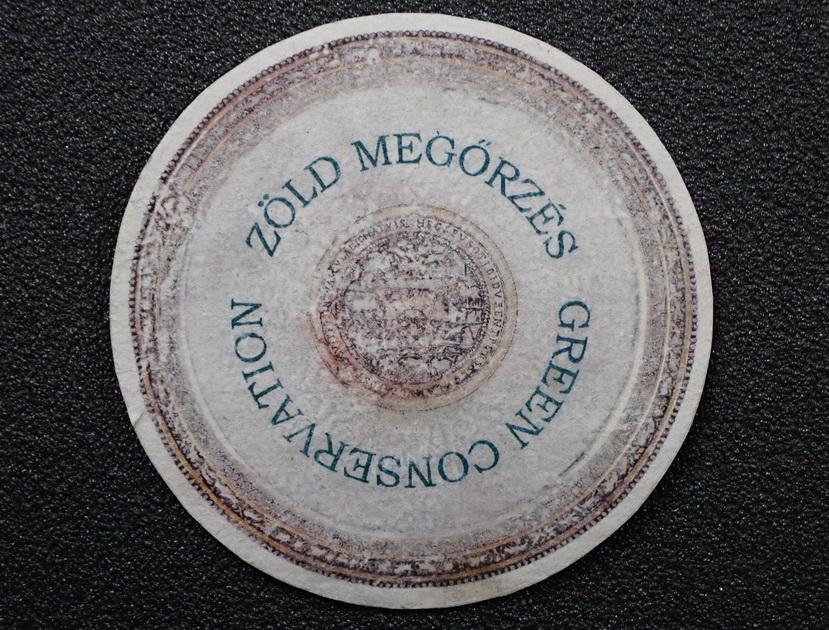 ZÖLD MEGŐRZÉS
GREEN CONSERVATION